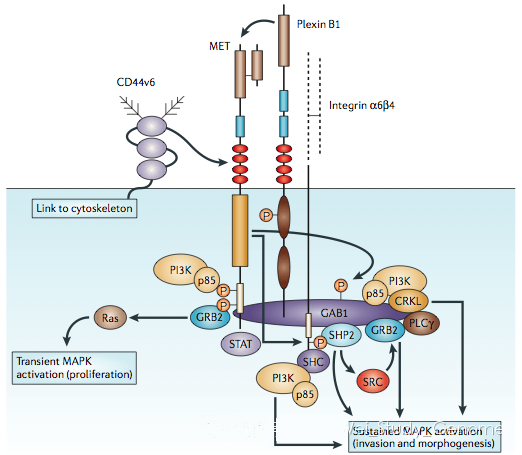 Plexin B1
MET
CD44v6
Integrin α6β4
Link to cytoskeleton
P
PI3K
p85
P
P
P
PI3K
p85
CRKL
Ras
GRB2
GAB1
PLCγ
STAT
P
SHP2
GRB2
SHC
Transient MAPK
activation (proliferation)
PI3K
p85
SRC
Sustained MAPK activation
(invasion and morphogenesis)